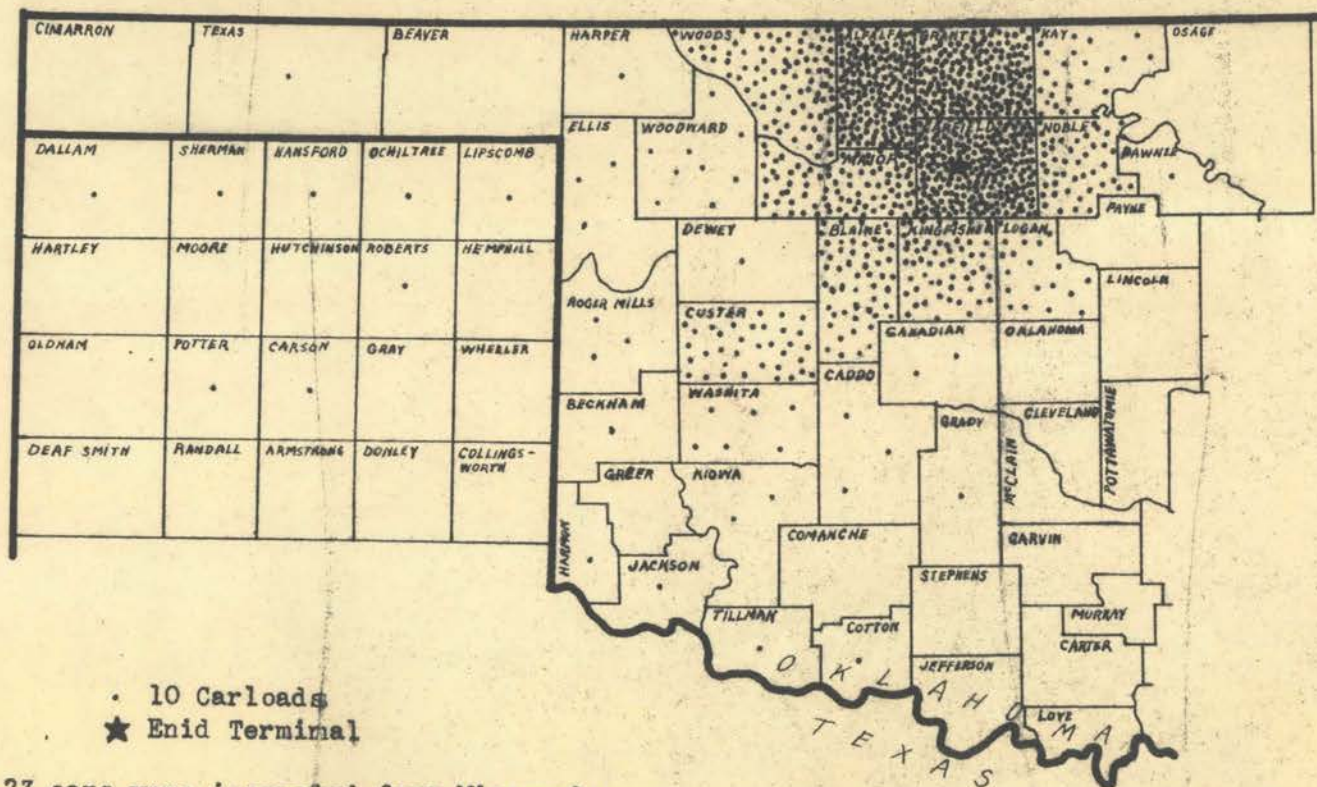 CIMARRON TEXAS BEAVER HARPER WOODS ALFALFA GRANT KAY OSAGE
ELLIS WOODWARD MAJOR GARFIELD NOBLE PAWNEE
DALLAM SHERMAN HANSFORD OCHILTREE LIPSCOMB
PAYNE
HARTLEY MOORE HUTCHINSON ROBERTS HEMPHILL DEWEY BLAINE KINGFISHER LOGAN
LINCOLN
ROGER MILLS CUSTER CANADIAN OKLAHOMA
OLDHAM POTTER CARSON GRAY WHEELER
CADDO
BECKHAM WASHITA GRADY CLEVELAND POTTAWATOMIE
McCLAIN
DEAF SMITH RANDALL ARMSTRONG DONLEY COLLINGS-
WORTH
GREER KIOWA
COMANCHE GARVIN
HARMON JACKSON STEPHENS
TILLMAN COTTON MURRAY
CARTER
JEFFERSON
LOVE
OKLAHOMA
TEXAS
. 10 Carloads
★ Enid Terminal